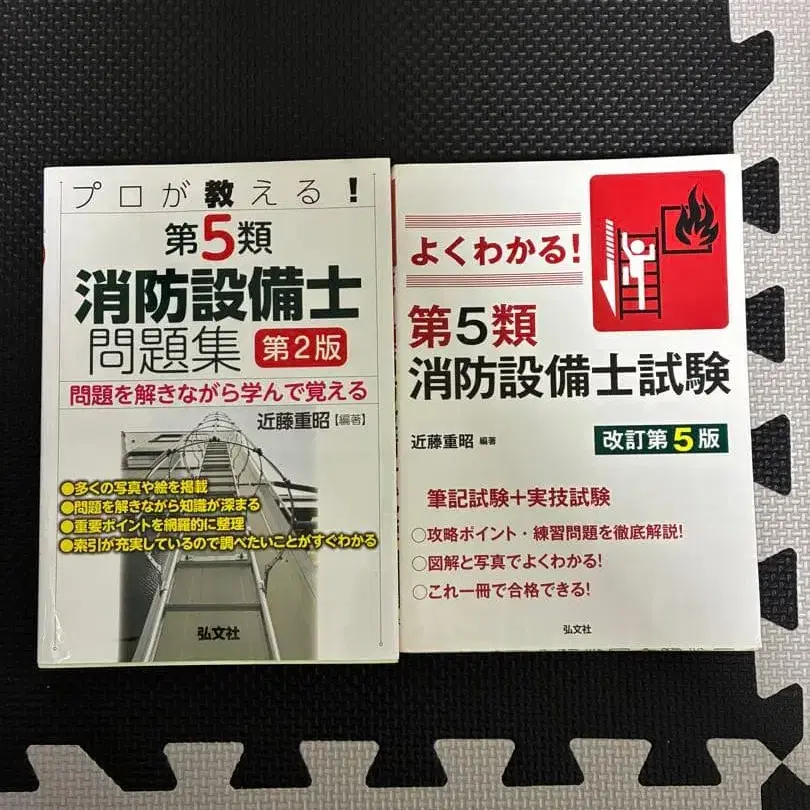 プロが教える！
第5類
消防設備士
問題集 第2版
問題を解きながら学んで覚える
近藤重昭【編著】
●多くの写真や絵を掲載
●問題を解きながら知識が深まる
●重要ポイントを網羅的に整理
●索引が充実しているので調べたいことがすぐわかる
弘文社
よくわかる！
第5類
消防設備士試験
近藤重昭 編著
改訂第5版
筆記試験＋実技試験
○攻略ポイント・練習問題を徹底解説！
○図解と写真でよくわかる！
○これ一冊で合格できる！
弘文社